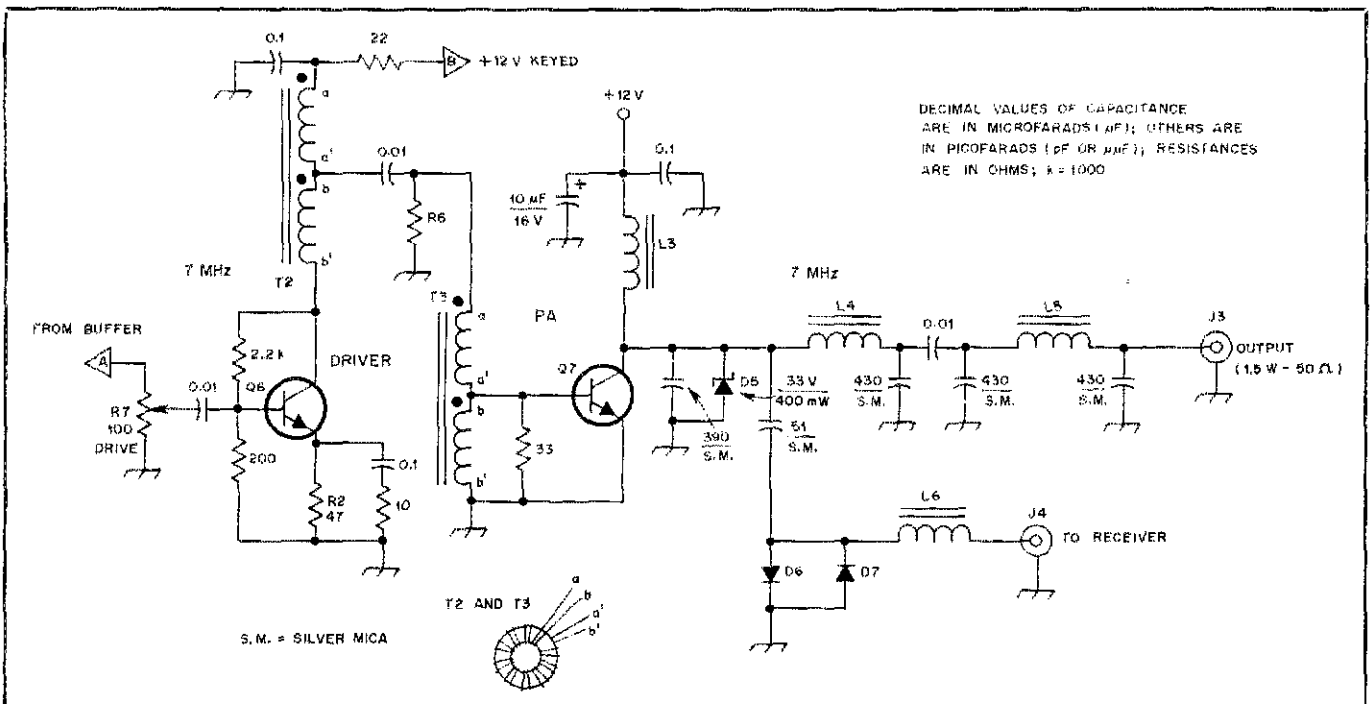 0.1
22
B
+12 V KEYED
a
a'
b
b'
T2
7 MHz
0.01
R6
+12V
0.1
10 µF
16 V
L3
DECIMAL VALUES OF CAPACITANCE
ARE IN MICROFARADS (µF); OTHERS ARE
IN PICOFARADS (pF OR µµF); RESISTANCES
ARE IN OHMS; k = 1000
FROM BUFFER
A
R7
100
DRIVE
0.01
2.2 k
DRIVER
Q6
200
R2
47
0.1
10
T3
a
a'
b
b'
PA
Q7
33
390
S.M.
D5
33 V
400 mW
51
S.M.
7 MHz
L4
430
S.M.
0.01
430
S.M.
L5
430
S.M.
J3
OUTPUT
(1.5 W - 50 Ω)
D6
D7
L6
J4
TO RECEIVER
T2 AND T3
a
b
a'
b'
S.M. = SILVER MICA